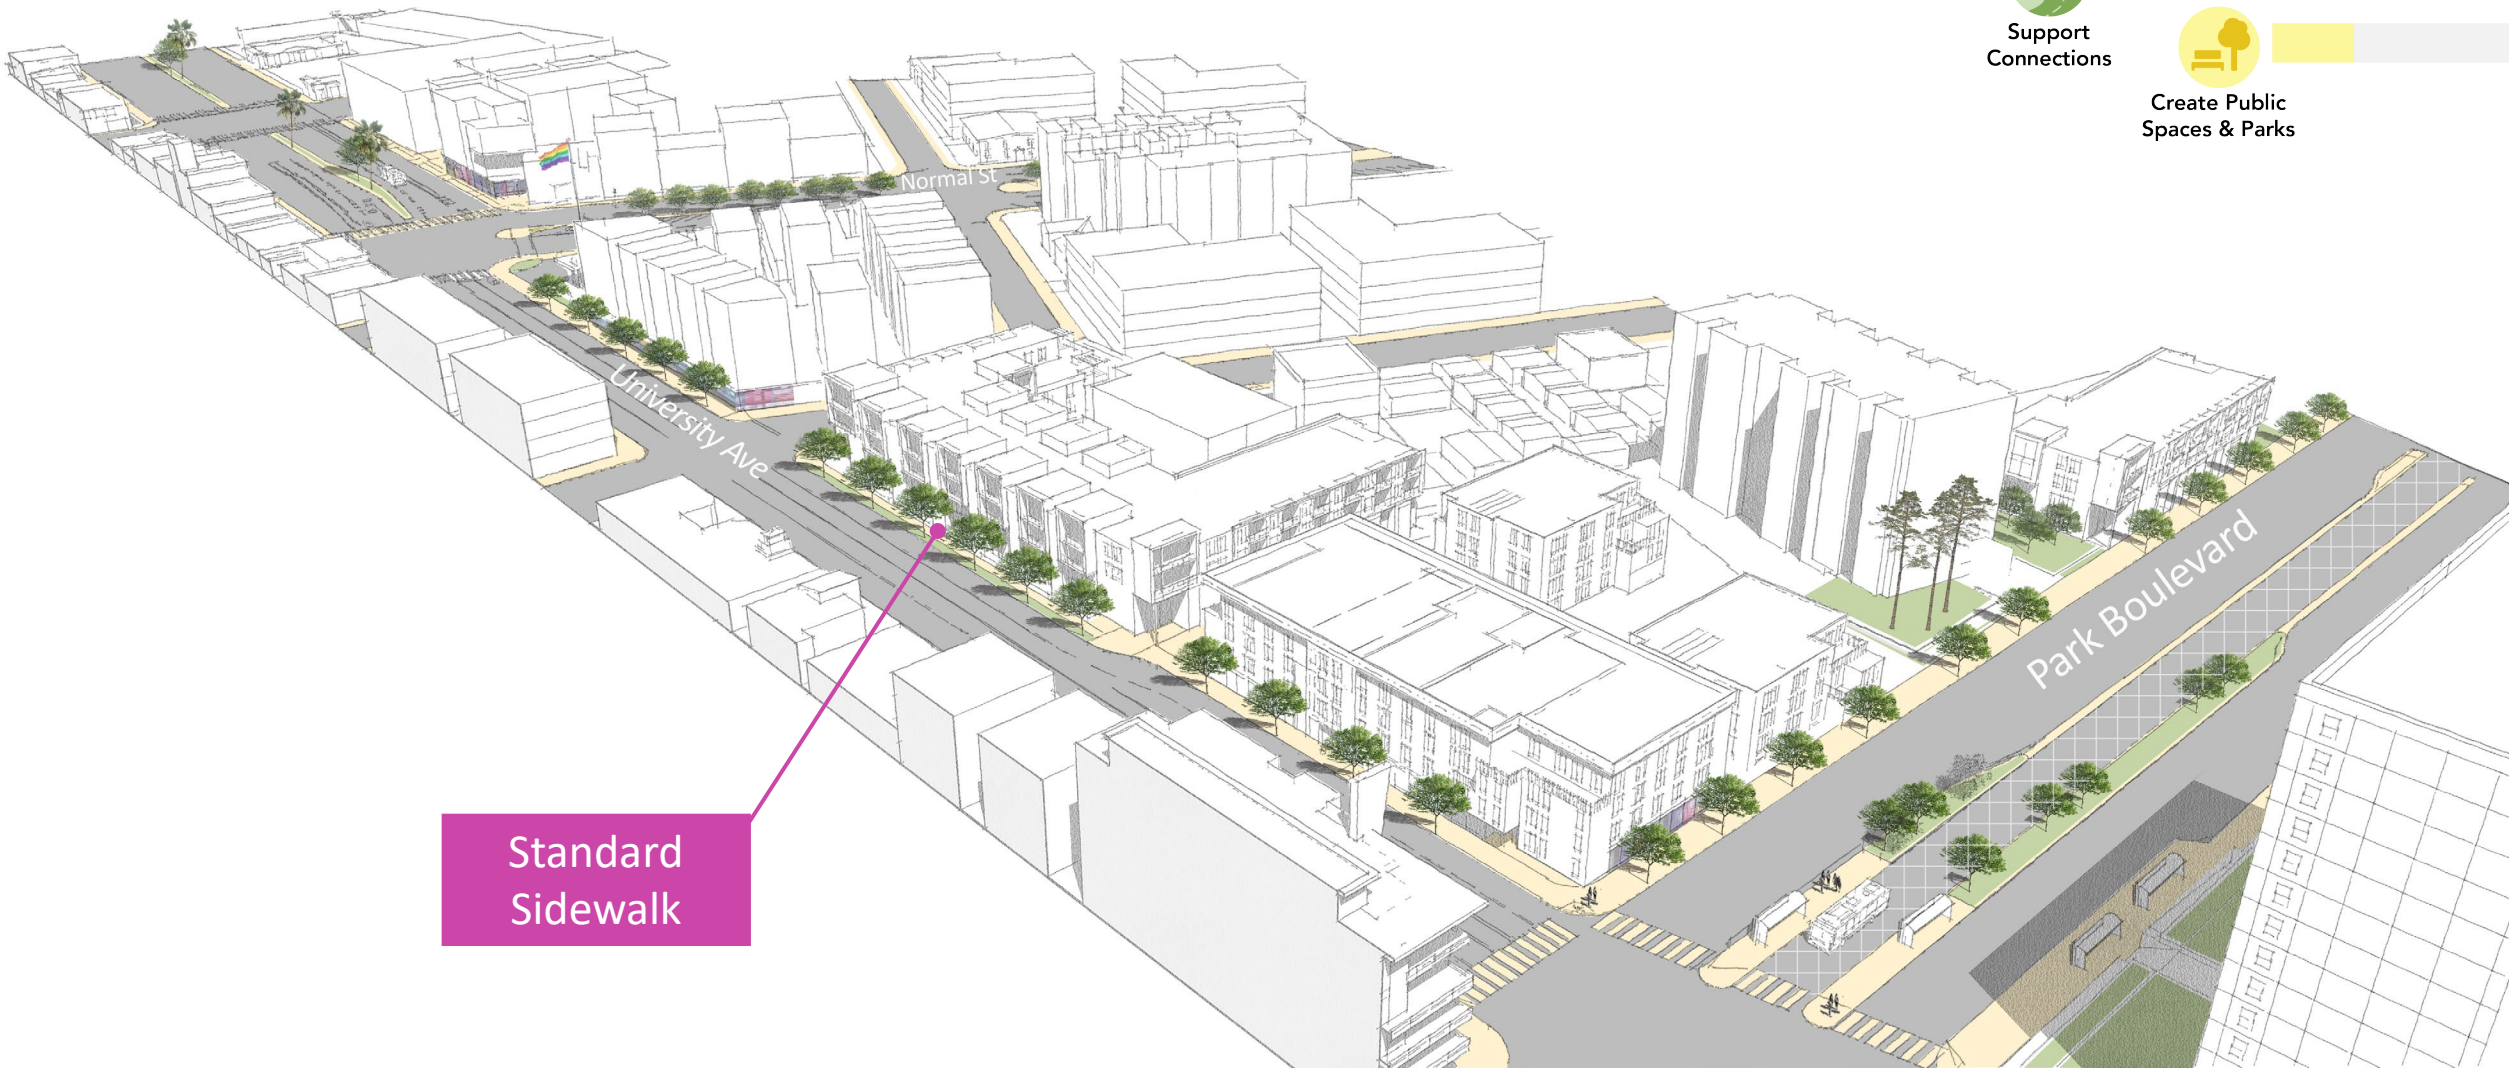 Support
Connections
Create Public
Spaces & Parks
Normal St
University Ave
Park Boulevard
Standard
Sidewalk